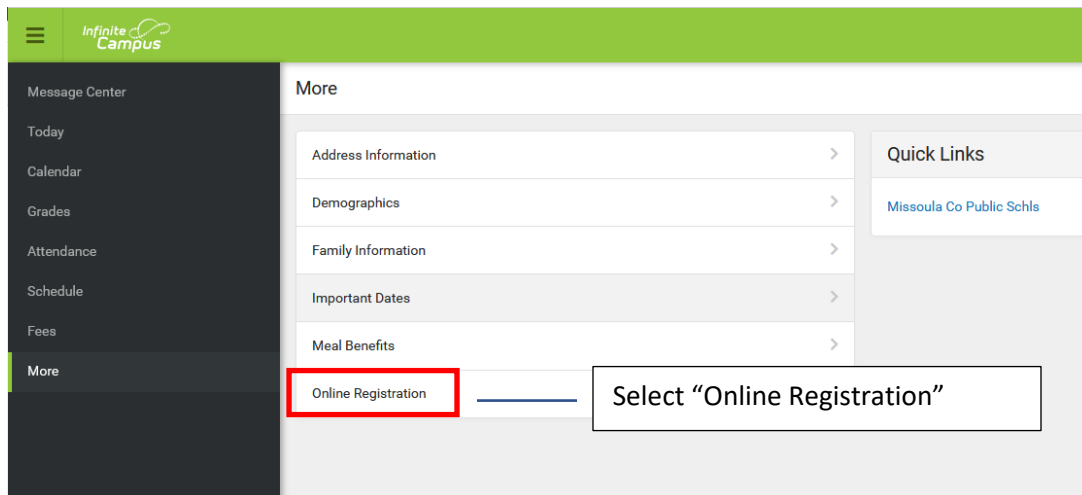 Infinite
Campus
Message Center
Today
Calendar
Grades
Attendance
Schedule
Fees
More
More
Address Information
Demographics
Family Information
Important Dates
Meal Benefits
Online Registration
Quick Links
Missoula Co Public Schls
Select “Online Registration”